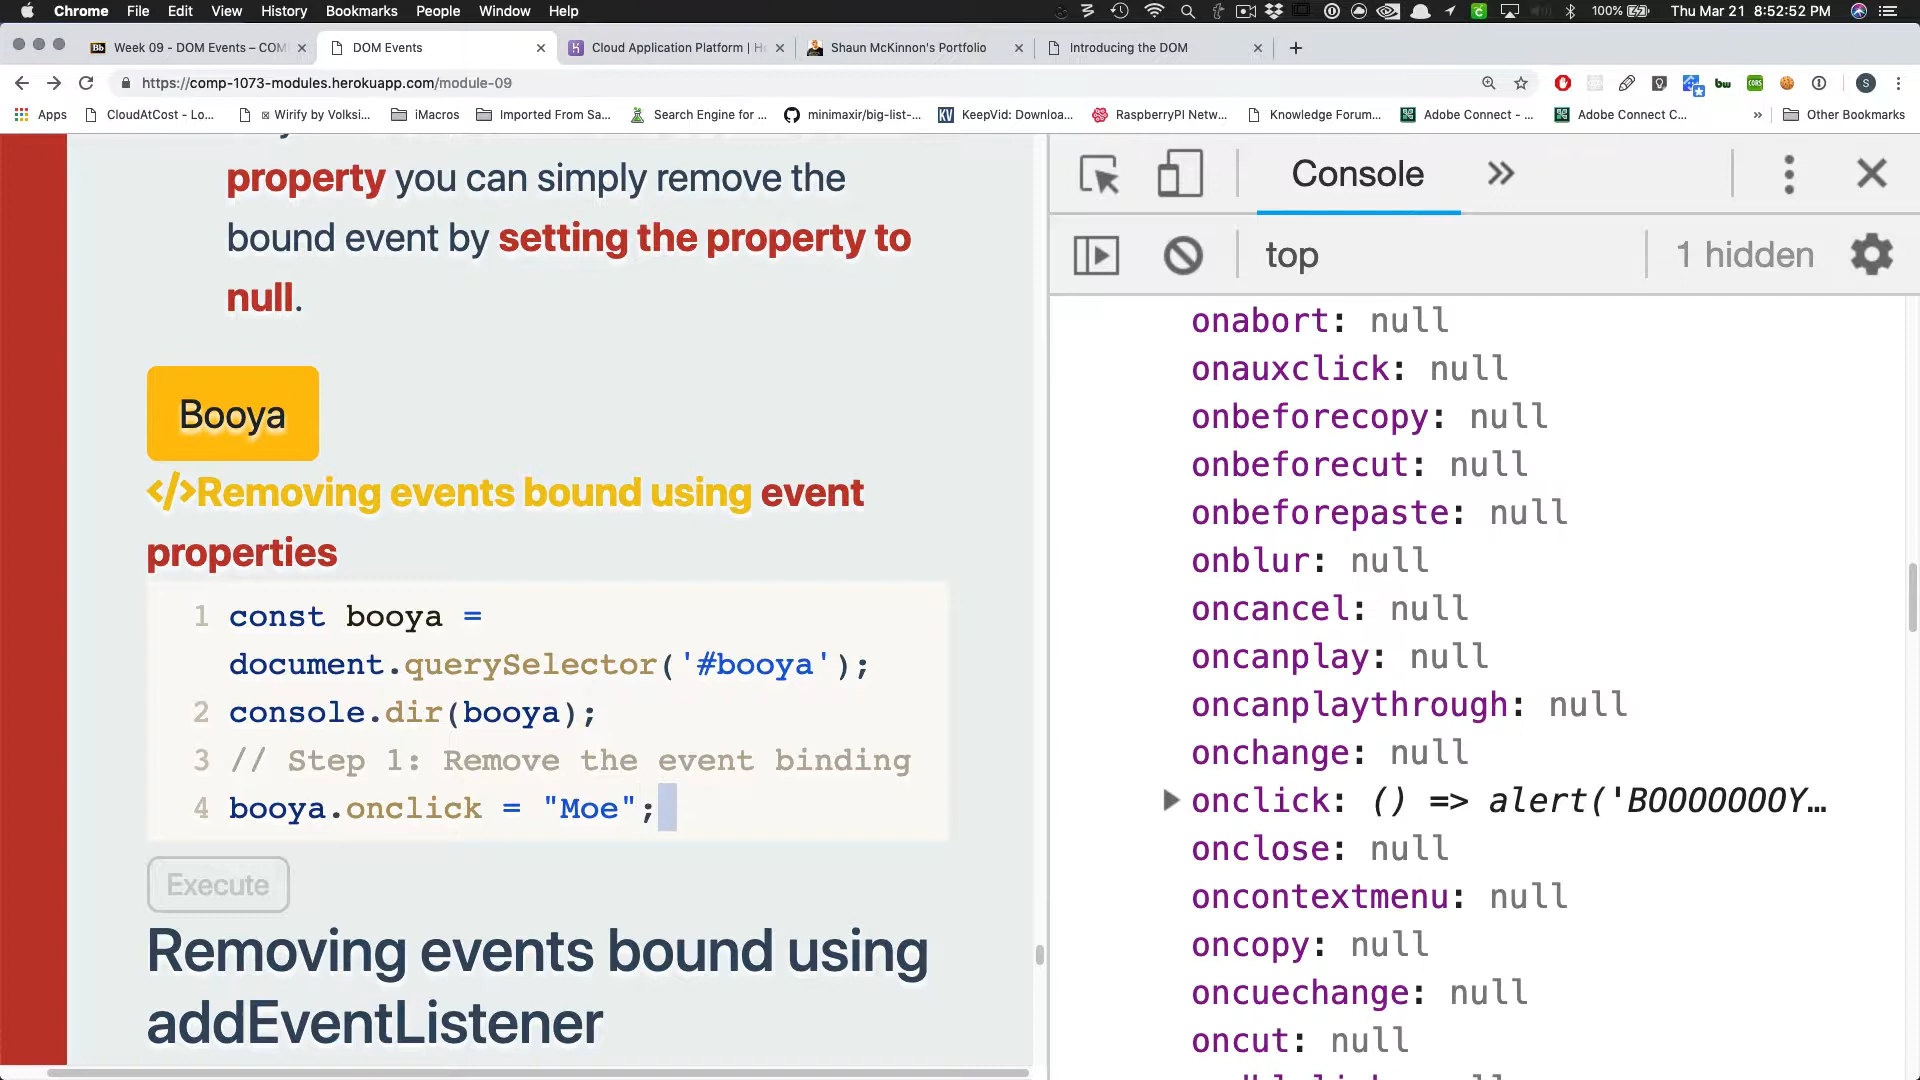 Chrome File Edit View History Bookmarks People Window Help 100% Thu Mar 21 8:52:52 PM
Week 09 - DOM Events – COM DOM Events Cloud Application Platform | H Shaun McKinnon's Portfolio Introducing the DOM
https://comp-1073-modules.herokuapp.com/module-09
Apps CloudAtCost - Lo... Wirify by Volksi... iMacros Imported From Sa... Search Engine for ... minimaxir/big-list-... KeepVid: Downloa... RaspberryPI Netw... Knowledge Forum... Adobe Connect - ... Adobe Connect C... » Other Bookmarks
property you can simply remove the
bound event by setting the property to
null.
Booya
</>Removing events bound using event
properties
1 const booya =
document.querySelector('#booya');
2 console.dir(booya);
3 // Step 1: Remove the event binding
4 booya.onclick = "Moe";
Execute
Removing events bound using
addEventListener
Console »
top 1 hidden
onabort: null
onauxclick: null
onbeforecopy: null
onbeforecut: null
onbeforepaste: null
onblur: null
oncancel: null
oncanplay: null
oncanplaythrough: null
onchange: null
onclick: () => alert('BOOOOOOOY…
onclose: null
oncontextmenu: null
oncopy: null
oncuechange: null
oncut: null